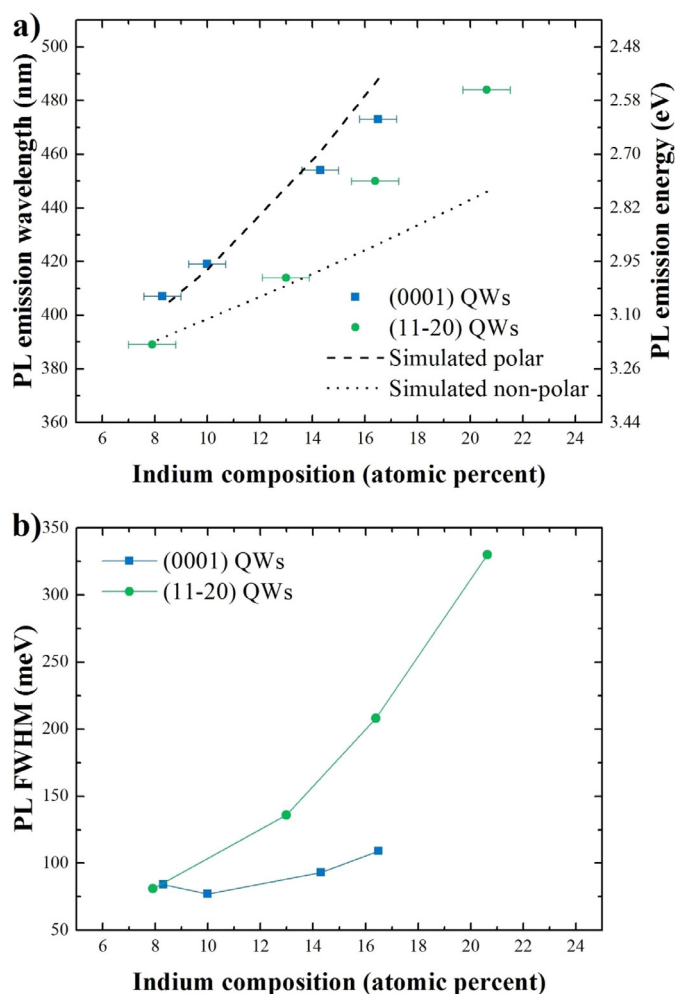 a)
PL emission wavelength (nm)
500
480
460
440
420
400
380
360
2.48
2.58
2.70
2.82
2.95
3.10
3.26
3.44
PL emission energy (eV)
(0001) QWs
(11-20) QWs
Simulated polar
Simulated non-polar
6 8 10 12 14 16 18 20 22 24
Indium composition (atomic percent)
b)
PL FWHM (meV)
350
300
250
200
150
100
50
(0001) QWs
(11-20) QWs
6 8 10 12 14 16 18 20 22 24
Indium composition (atomic percent)